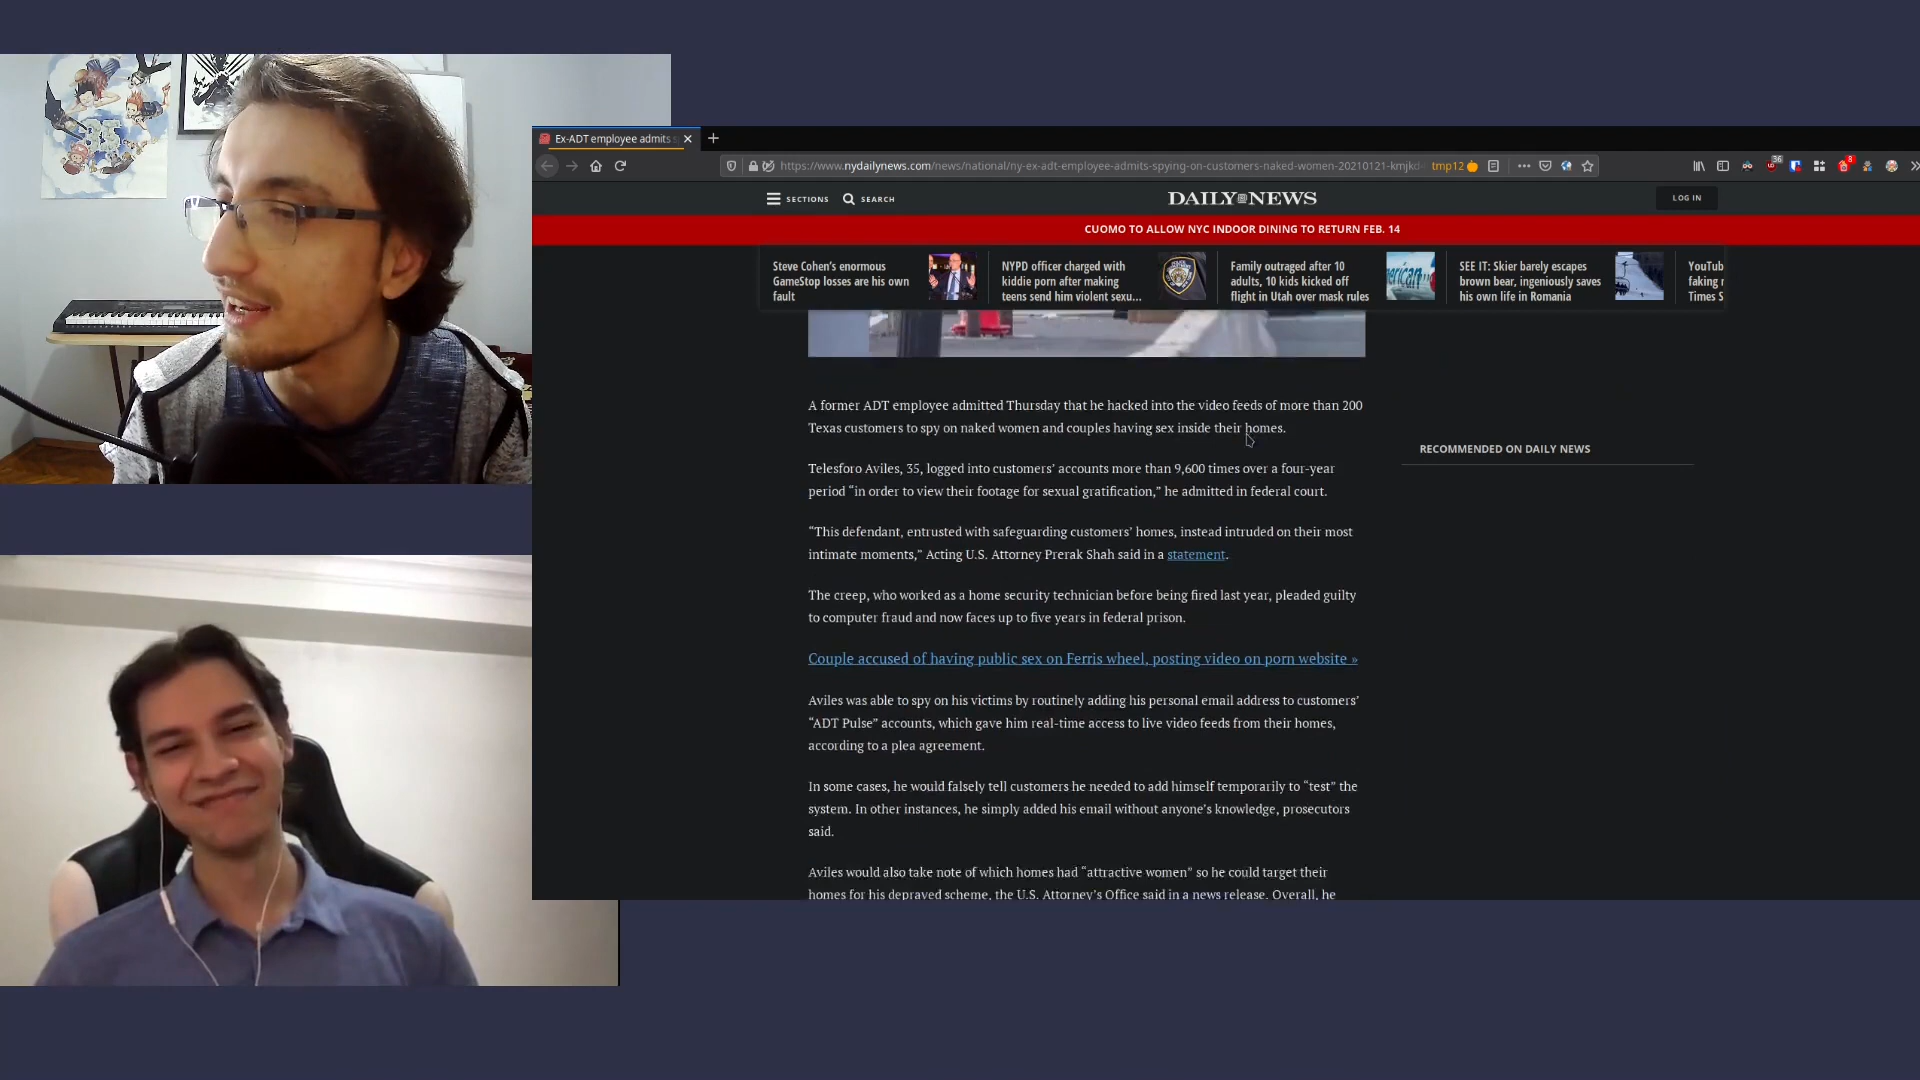 Ex-ADT employee admits s
https://www.nydailynews.com/news/national/ny-ex-adt-employee-admits-spying-on-customers-naked-women-20210121-kmjkd
tmp12
36
8
SECTIONS
SEARCH
DAILY NEWS
LOG IN
CUOMO TO ALLOW NYC INDOOR DINING TO RETURN FEB. 14
Steve Cohen's enormous
GameStop losses are his own
fault
NYPD officer charged with
kiddie porn after making
teens send him violent sexu...
Family outraged after 10
adults, 10 kids kicked off
flight in Utah over mask rules
erican
SEE IT: Skier barely escapes
brown bear, ingeniously saves
his own life in Romania
YouTub
faking r
Times S
A former ADT employee admitted Thursday that he hacked into the video feeds of more than 200
Texas customers to spy on naked women and couples having sex inside their homes.
Telesforo Aviles, 35, logged into customers' accounts more than 9,600 times over a four-year
period “in order to view their footage for sexual gratification,” he admitted in federal court.
“This defendant, entrusted with safeguarding customers' homes, instead intruded on their most
intimate moments,” Acting U.S. Attorney Prerak Shah said in a statement.
The creep, who worked as a home security technician before being fired last year, pleaded guilty
to computer fraud and now faces up to five years in federal prison.
Couple accused of having public sex on Ferris wheel, posting video on porn website »
Aviles was able to spy on his victims by routinely adding his personal email address to customers'
“ADT Pulse” accounts, which gave him real-time access to live video feeds from their homes,
according to a plea agreement.
In some cases, he would falsely tell customers he needed to add himself temporarily to “test” the
system. In other instances, he simply added his email without anyone's knowledge, prosecutors
said.
Aviles would also take note of which homes had “attractive women” so he could target their
homes for his depraved scheme, the U.S. Attorney's Office said in a news release. Overall, he
RECOMMENDED ON DAILY NEWS